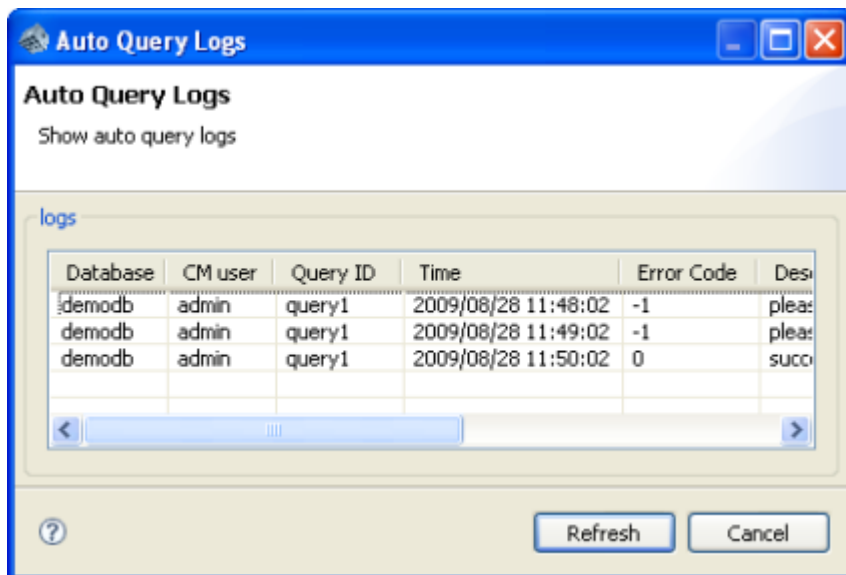 Auto Query Logs
Auto Query Logs
Show auto query logs
logs
Database CM user Query ID Time Error Code
demodb admin query1 2009/08/28 11:48:02 -1
demodb admin query1 2009/08/28 11:49:02 -1
demodb admin query1 2009/08/28 11:50:02 0
?
Refresh Cancel